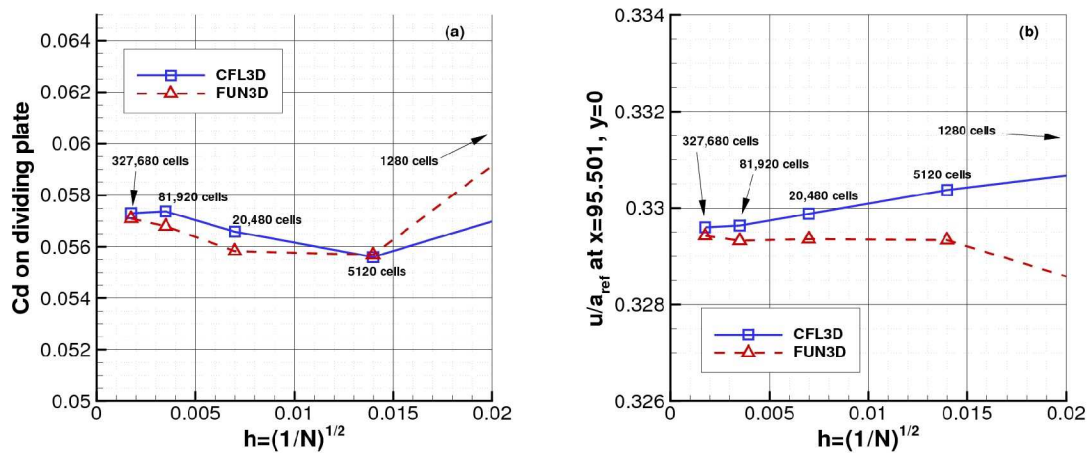 (a)
0.064
0.062
0.06
0.058
0.056
0.054
0.052
0.05
Cd on dividing plate
CFL3D
FUN3D
327,680 cells
81,920 cells
20,480 cells
5120 cells
1280 cells
0
0.005
0.01
0.015
0.02
h=(1/N)^{1/2}
(b)
0.334
0.332
0.33
0.328
0.326
u/a_{ref} at x=95.501, y=0
1280 cells
327,680 cells
81,920 cells
20,480 cells
5120 cells
CFL3D
FUN3D
0
0.005
0.01
0.015
0.02
h=(1/N)^{1/2}